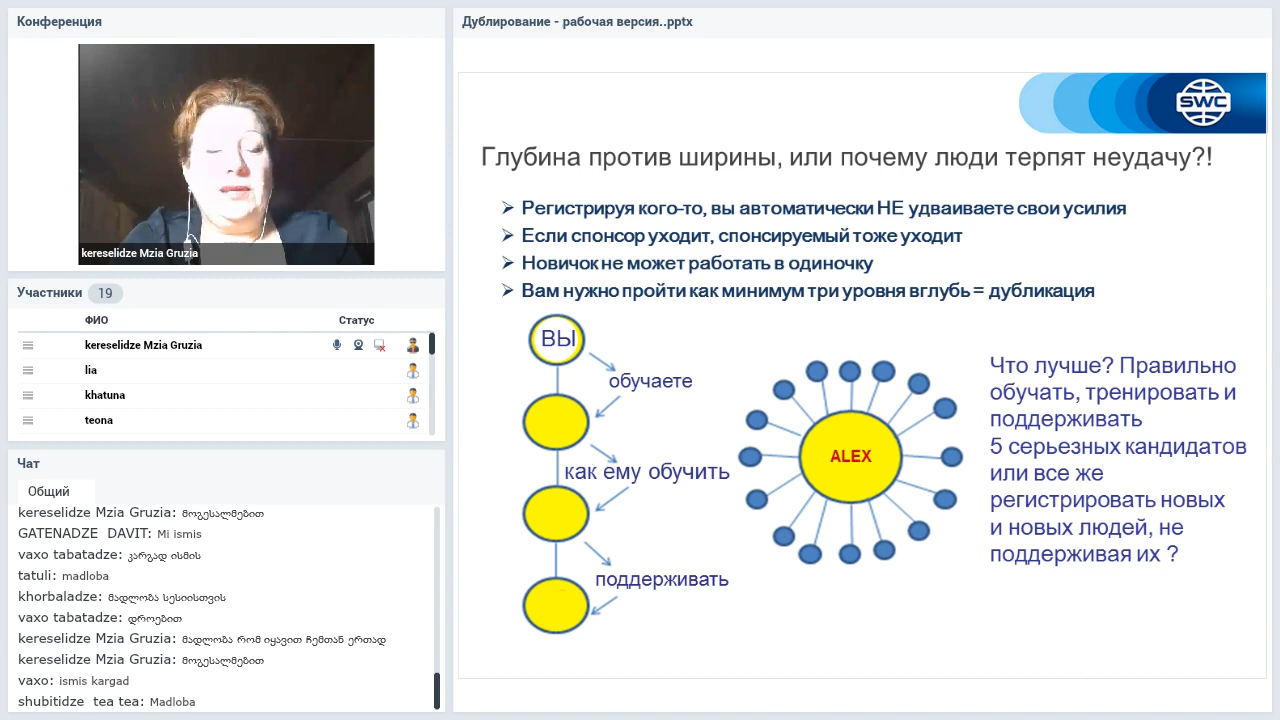 Конференция
kereselidze Mzia Gruzia
Участники 19
ФИО Статус
kereselidze Mzia Gruzia
lia
khatuna
teona
Чат
Общий
kereselidze Mzia Gruzia: მოგესალმებით
GATENADZE DAVIT: Mi ismis
vaxo tabatadze: კარგად ისმის
tatuli: madloba
khorbaladze: მადლობა სესიისთვის
vaxo tabatadze: დროებით
kereselidze Mzia Gruzia: მადლობა რომ იყავით ჩემთან ერთად
kereselidze Mzia Gruzia: მოგესალმებით
vaxo: ismis kargad
shubitidze tea tea: Madloba
Дублирование - рабочая версия..pptx
SWC
Глубина против ширины, или почему люди терпят неудачу?!
➢ Регистрируя кого-то, вы автоматически НЕ удваиваете свои усилия
➢ Если спонсор уходит, спонсируемый тоже уходит
➢ Новичок не может работать в одиночку
➢ Вам нужно пройти как минимум три уровня вглубь = дубликация
ВЫ
обучаете
как ему обучить
поддерживать
ALEX
Что лучше? Правильно
обучать, тренировать и
поддерживать
5 серьезных кандидатов
или все же
регистрировать новых
и новых людей, не
поддерживая их ?